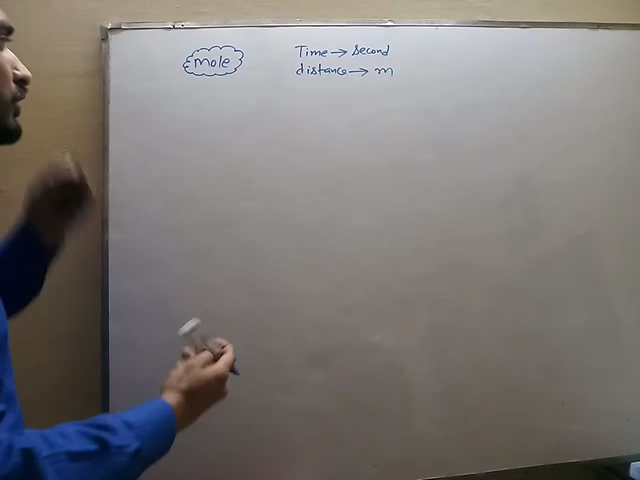 mole
Time → Second
distance → m